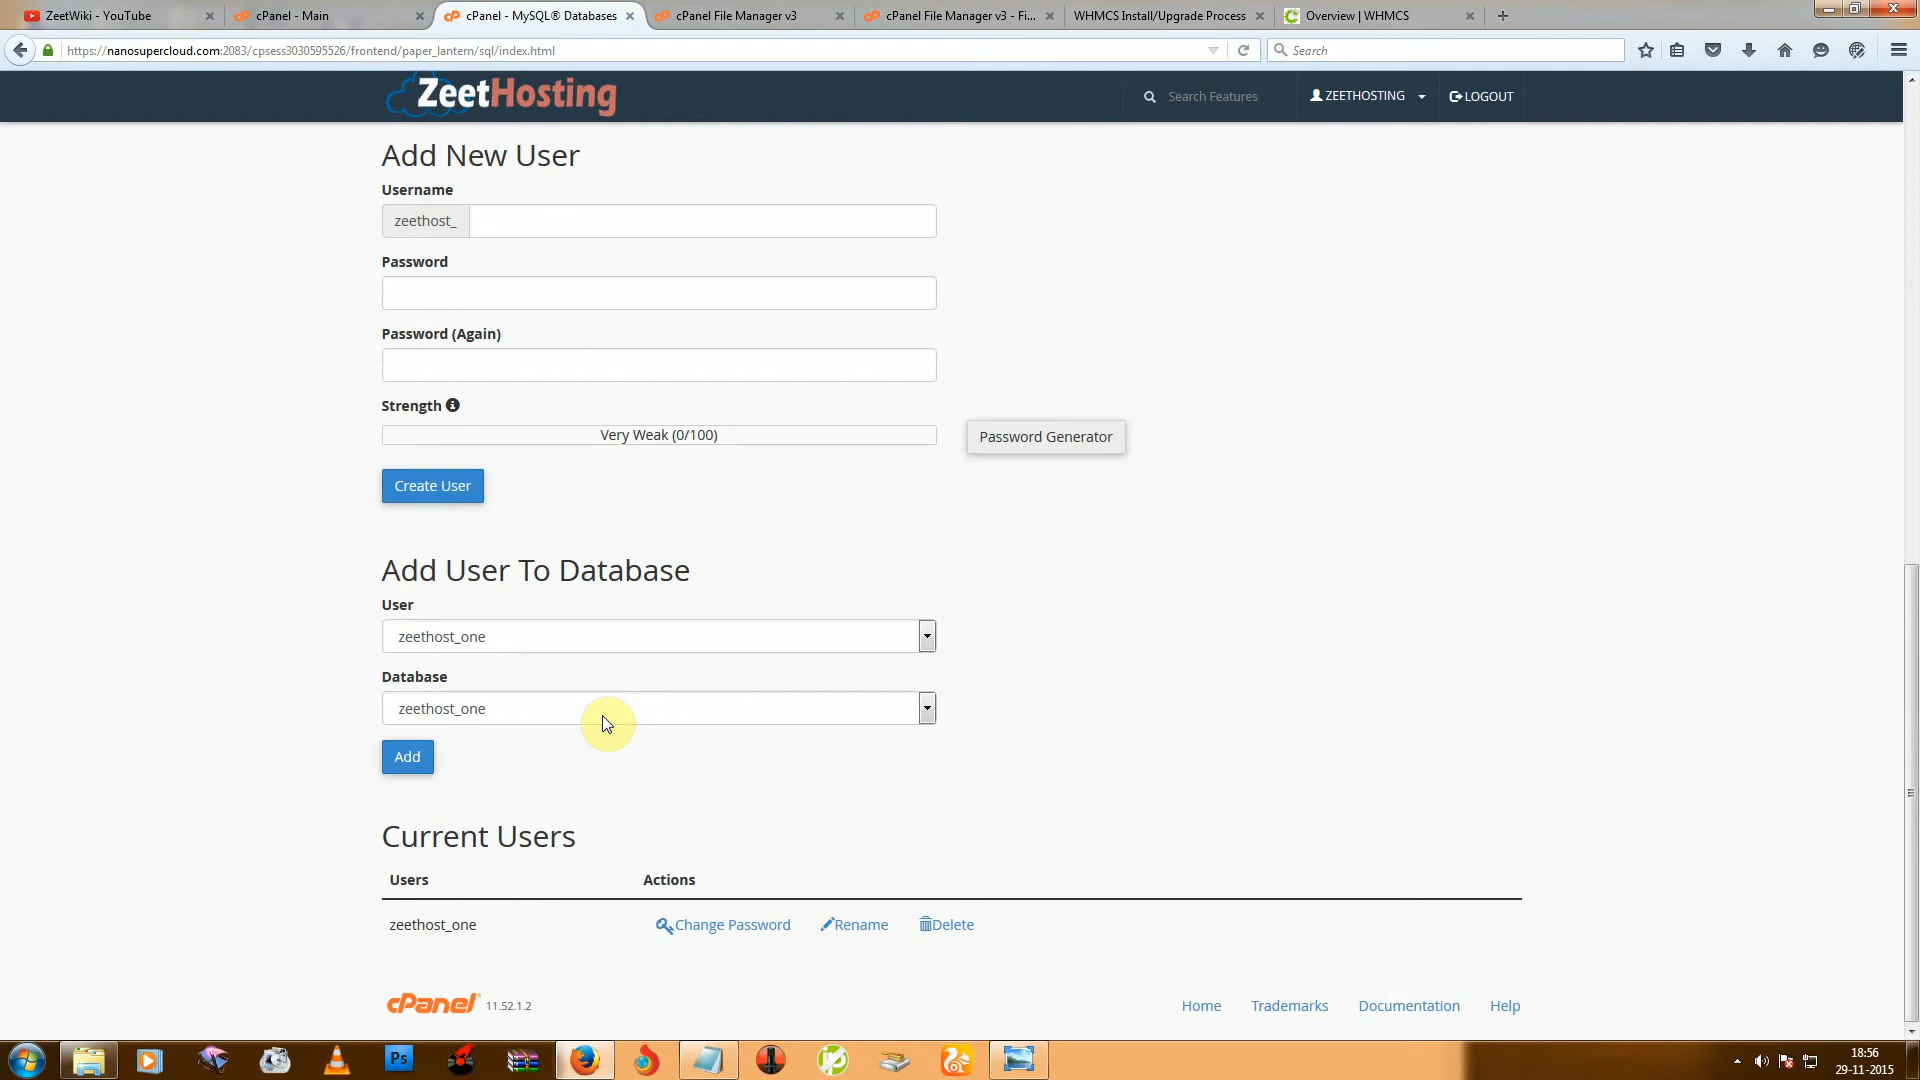 ZeetWiki - YouTube
cPanel - Main
cPanel - MySQL® Databases
cPanel File Manager v3
cPanel File Manager v3 - Fi...
WHMCS Install/Upgrade Process
Overview | WHMCS
https://nanosupercloud.com:2083/cpsess3030595526/frontend/paper_lantern/sql/index.html
Search
ZeetHosting
Search Features
ZEETHOSTING
LOGOUT
Add New User
Username
zeethost_
Password
Password (Again)
Strength
Very Weak (0/100)
Password Generator
Create User
Add User To Database
User
zeethost_one
Database
zeethost_one
Add
Current Users
Users Actions
zeethost_one Change Password Rename Delete
cPanel 11.52.1.2
Home Trademarks Documentation Help
Ps
18:56
29-11-2015